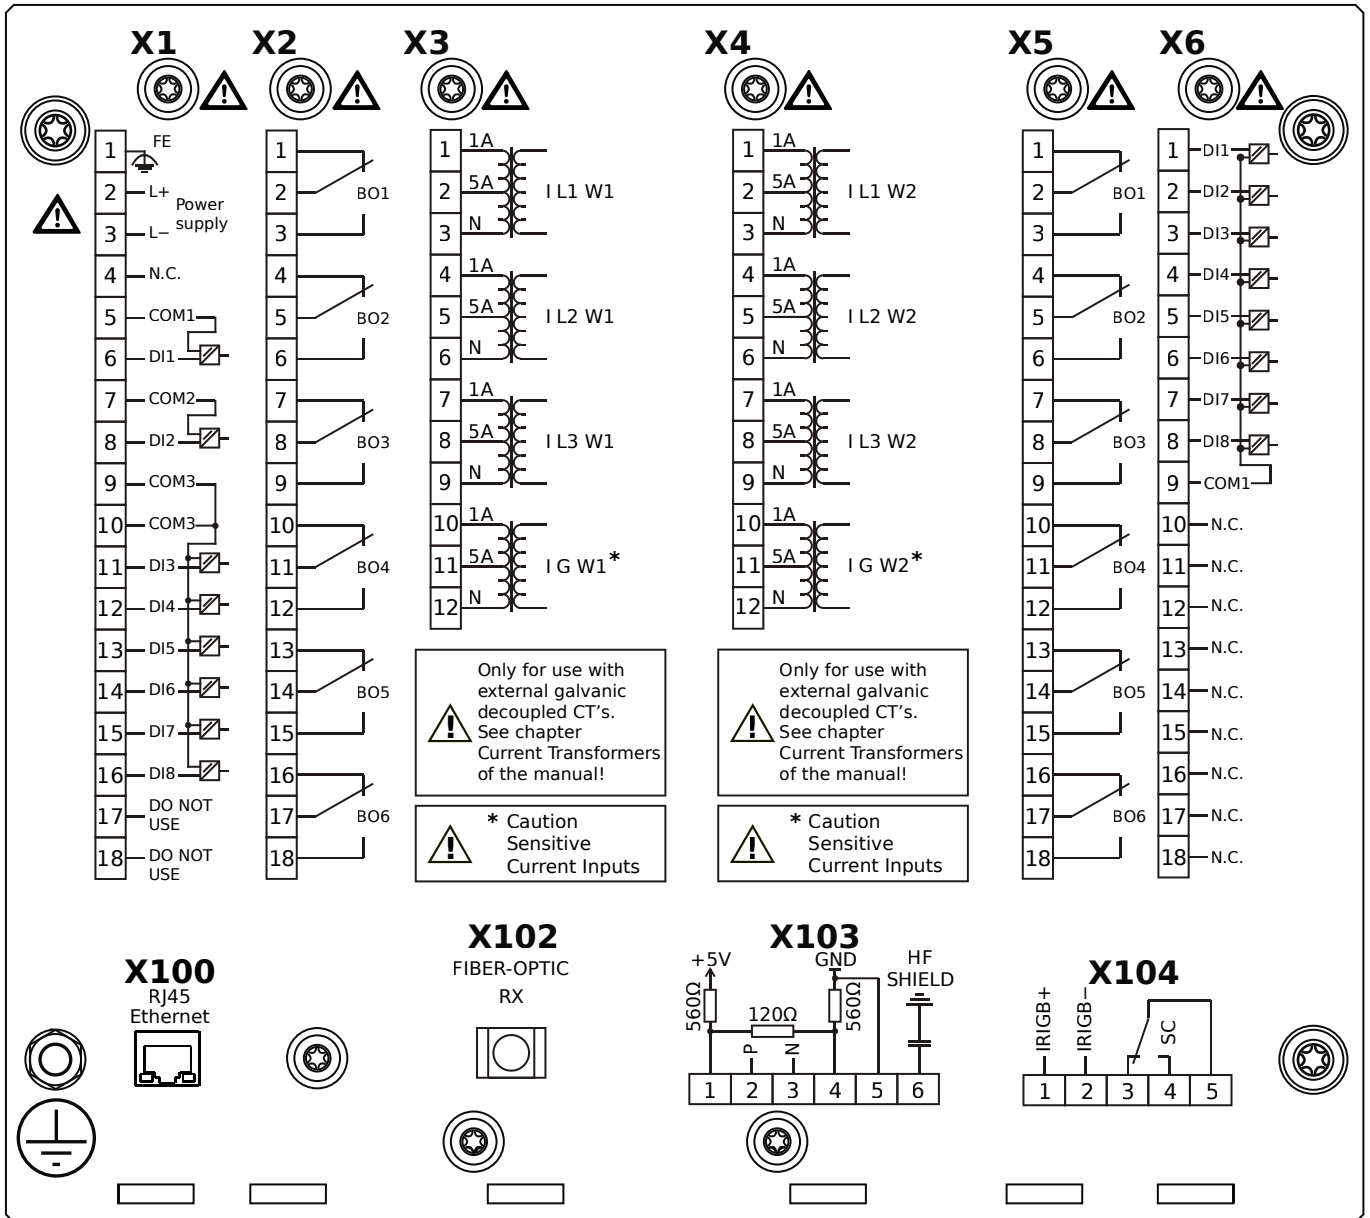 X1 X2 X3 X4 X5 X6
1 FE
2 L+ Power
supply
3 L−
4 N.C.
5 COM1
6 DI1
7 COM2
8 DI2
9 COM3
10 COM3
11 DI3
12 DI4
13 DI5
14 DI6
15 DI7
16 DI8
17 DO NOT
USE
18 DO NOT
USE
1
2 BO1
3
4
5 BO2
6
7
8 BO3
9
10
11 BO4
12
13
14 BO5
15
16
17 BO6
18
1 1A
2 5A I L1 W1
3 N
4 1A
5 5A I L2 W1
6 N
7 1A
8 5A I L3 W1
9 N
10 1A
11 5A I G W1*
12 N
Only for use with
external galvanic
decoupled CT's.
See chapter
Current Transformers
of the manual!
* Caution
Sensitive
Current Inputs
1 1A
2 5A I L1 W2
3 N
4 1A
5 5A I L2 W2
6 N
7 1A
8 5A I L3 W2
9 N
10 1A
11 5A I G W2*
12 N
Only for use with
external galvanic
decoupled CT's.
See chapter
Current Transformers
of the manual!
* Caution
Sensitive
Current Inputs
1
2 BO1
3
4
5 BO2
6
7
8 BO3
9
10
11 BO4
12
13
14 BO5
15
16
17 BO6
18
1 DI1
2 DI2
3 DI3
4 DI4
5 DI5
6 DI6
7 DI7
8 DI8
9 COM1
10 N.C.
11 N.C.
12 N.C.
13 N.C.
14 N.C.
15 N.C.
16 N.C.
17 N.C.
18 N.C.
X100
RJ45
Ethernet
X102
FIBER-OPTIC
RX
X103
+5V GND HF
SHIELD
560Ω 120Ω 560Ω
P N
1 2 3 4 5 6
X104
IRIGB+ IRIGB− SC
1 2 3 4 5